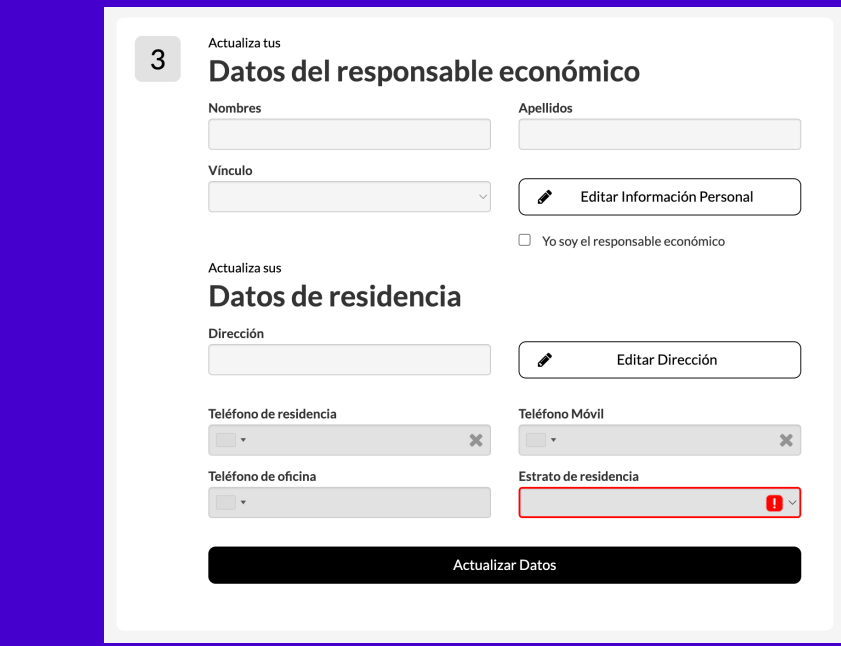 3
Actualiza tus
Datos del responsable económico
Nombres
Apellidos
Vínculo
Editar Información Personal
Yo soy el responsable económico
Actualiza sus
Datos de residencia
Dirección
Editar Dirección
Teléfono de residencia
Teléfono Móvil
Teléfono de oficina
Estrato de residencia
Actualizar Datos